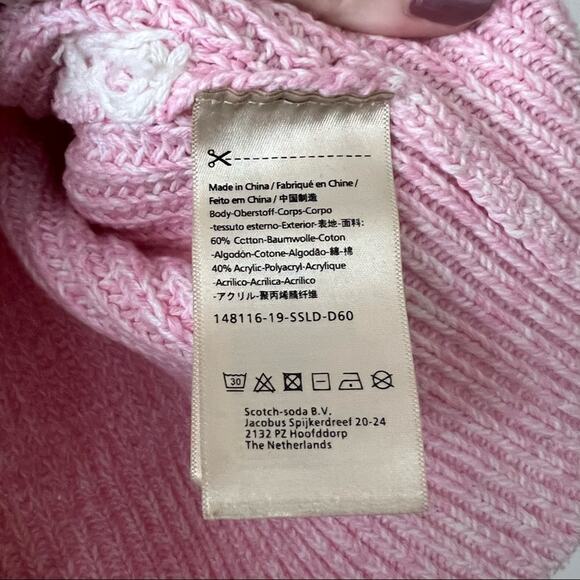 Made in China / Fabriqué en Chine /
Feito em China / 中国制造
Body-Oberstoff-Corps-Corpo
-tessuto esterno-Exterior-表地-面料:
60% Cotton-Baumwolle-Coton
-Algodón-Cotone-Algodão-綿-棉
40% Acrylic-Polyacryl-Acrylique
-Acrilico-Acrílica-Acrílico
-アクリル-聚丙烯腈纤维
148116-19-SSLD-D60
30
Scotch-soda B.V.
Jacobus Spijkerdreef 20-24
2132 PZ Hoofddorp
The Netherlands